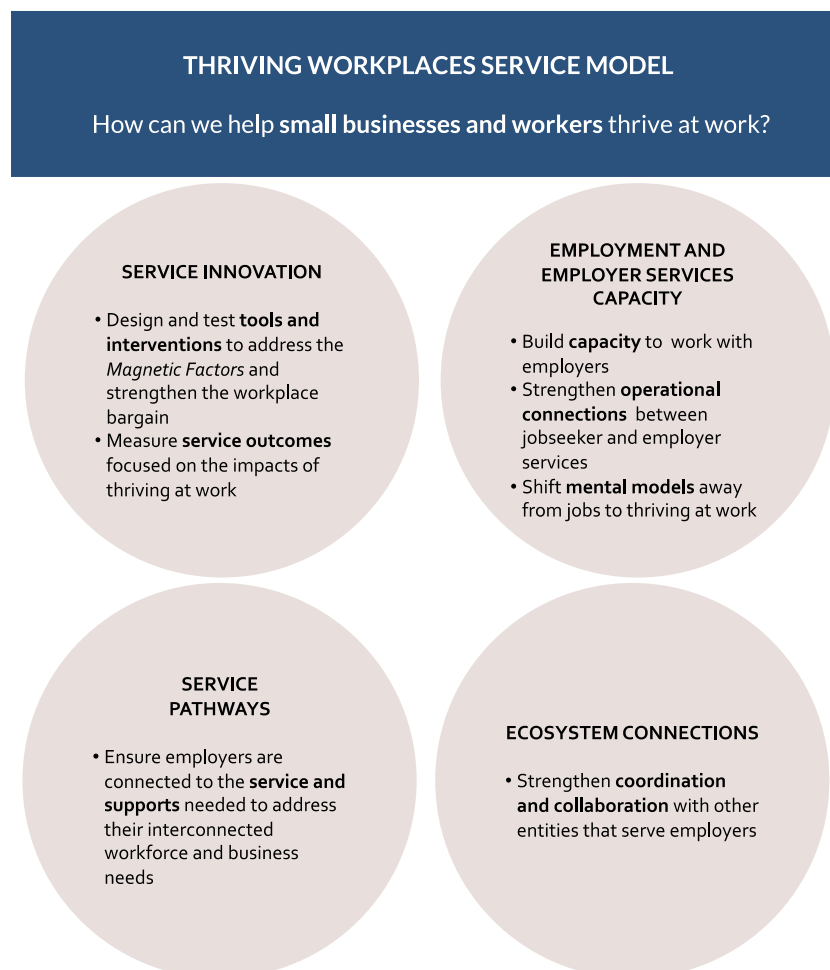 THRIVING WORKPLACES SERVICE MODEL
How can we help small businesses and workers thrive at work?
SERVICE INNOVATION
• Design and test tools and
interventions to address the
Magnetic Factors and
strengthen the workplace
bargain
• Measure service outcomes
focused on the impacts of
thriving at work
EMPLOYMENT AND
EMPLOYER SERVICES
CAPACITY
• Build capacity to work with
employers
• Strengthen operational
connections between
jobseeker and employer
services
• Shift mental models away
from jobs to thriving at work
SERVICE
PATHWAYS
• Ensure employers are
connected to the service and
supports needed to address
their interconnected
workforce and business
needs
ECOSYSTEM CONNECTIONS
• Strengthen coordination
and collaboration with other
entities that serve employers